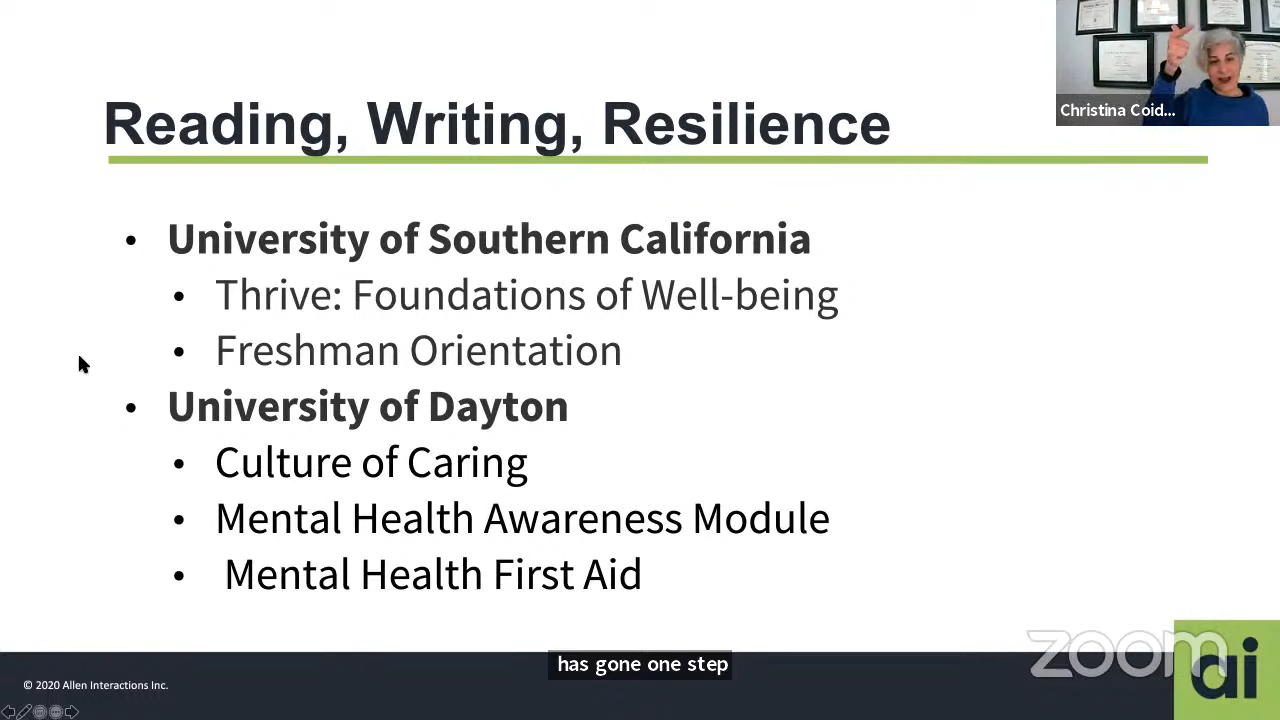 Reading, Writing, Resilience
Christina Coid...
• University of Southern California
• Thrive: Foundations of Well-being
• Freshman Orientation
• University of Dayton
• Culture of Caring
• Mental Health Awareness Module
• Mental Health First Aid
has gone one step
zoom
ai
© 2020 Allen Interactions Inc.